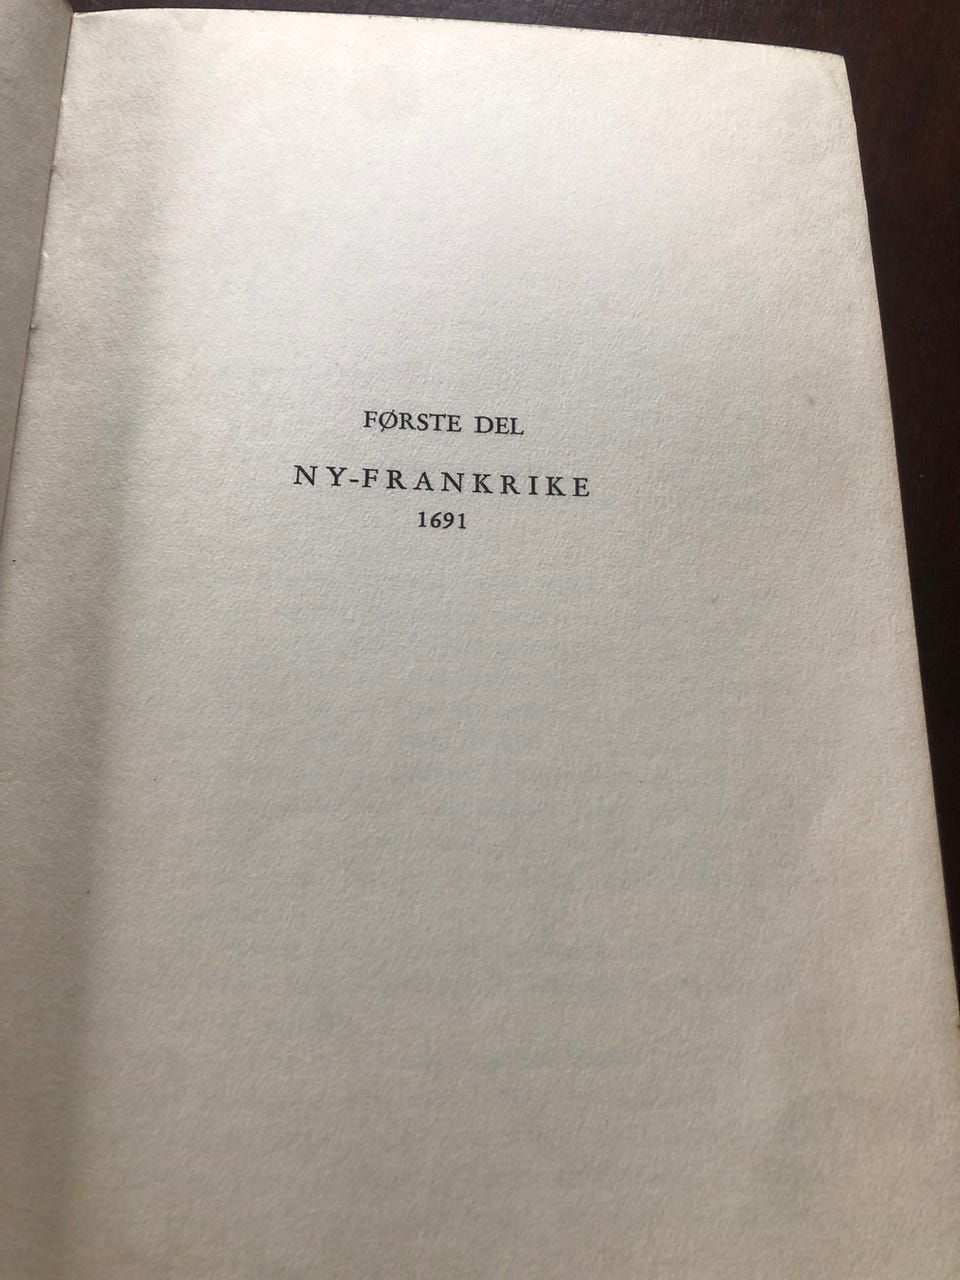 FØRSTE DEL
NY-FRANKRIKE
1691